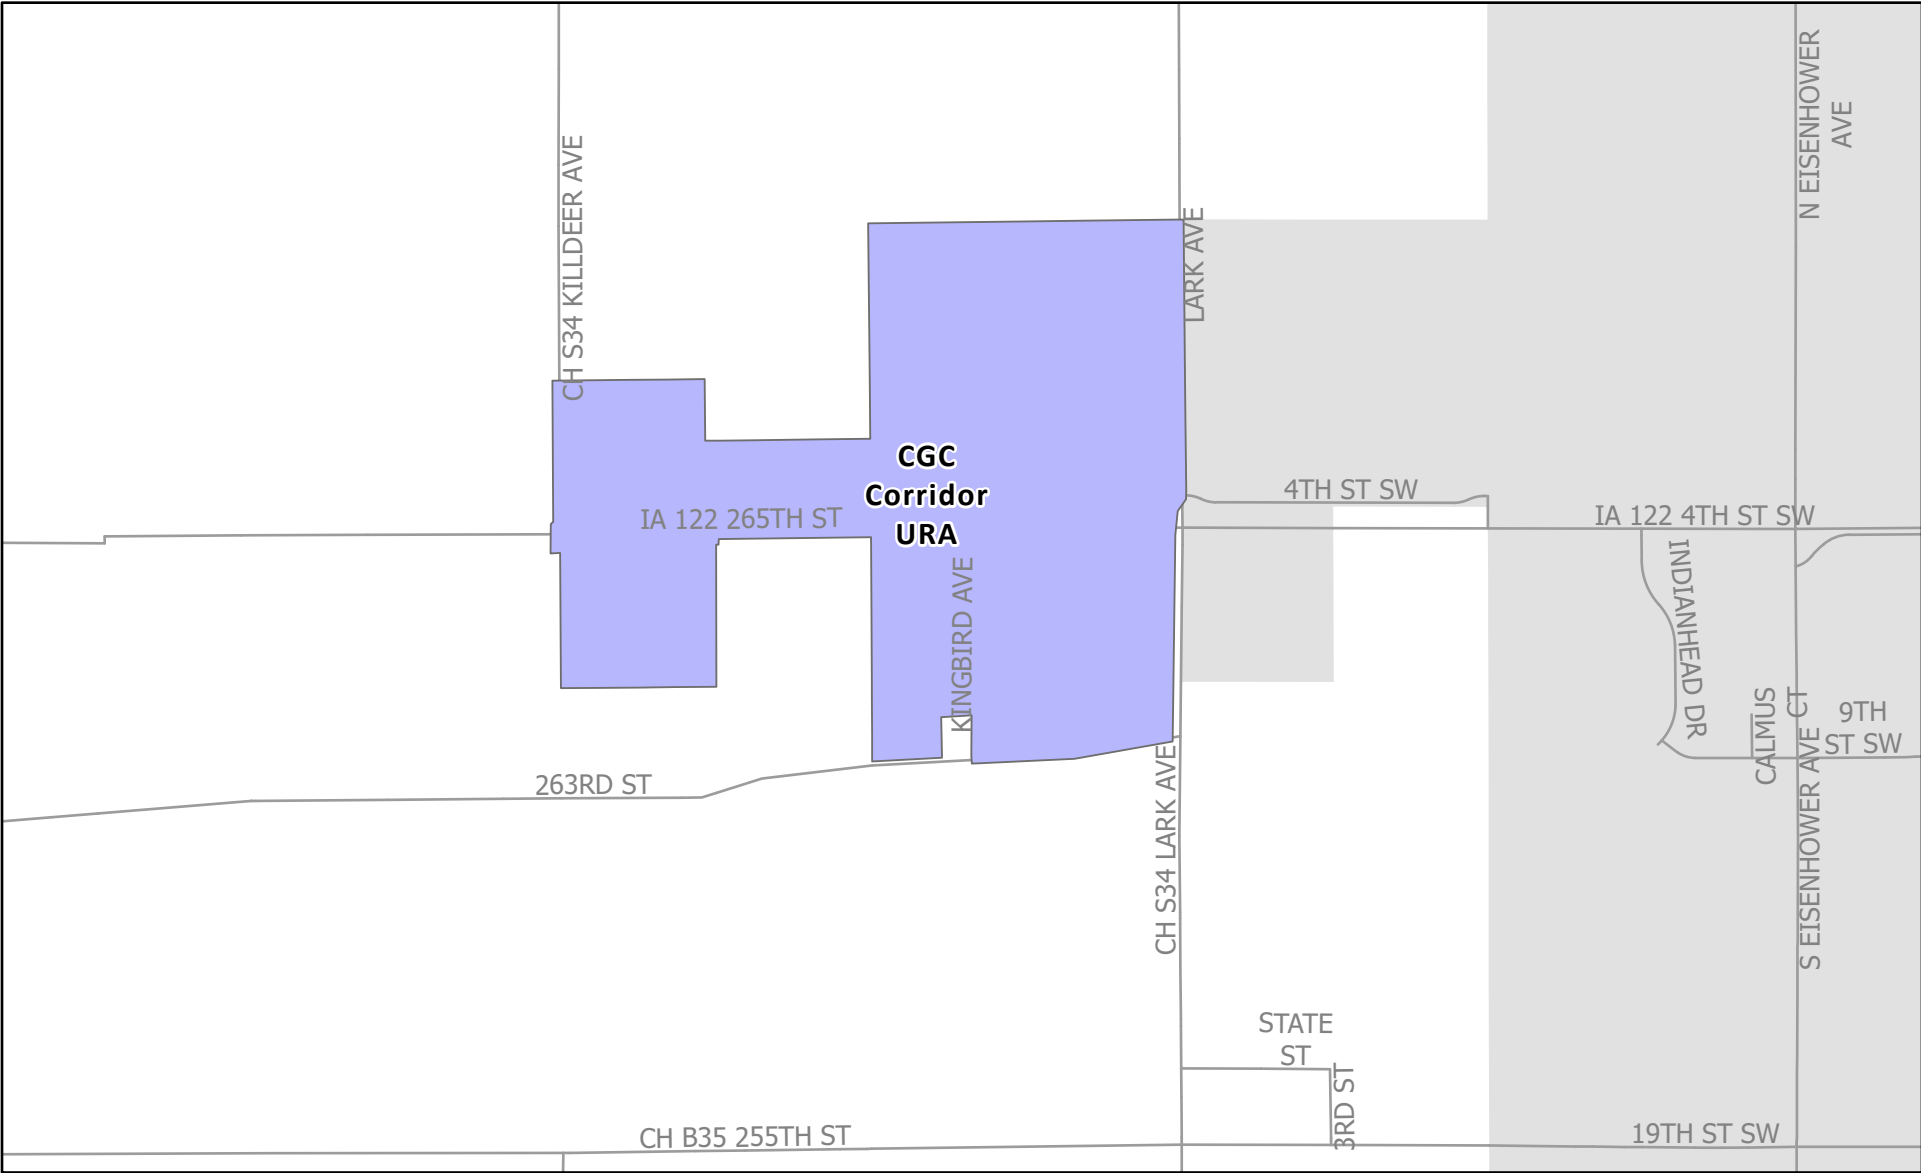 N EISENHOWER
AVE
CH S34 KILLDEER AVE
LARK AVE
CGC
Corridor
URA
IA 122 265TH ST
4TH ST SW
IA 122 4TH ST SW
KINGBIRD AVE
INDIANHEAD DR
CALMUS
CT
9TH
ST SW
263RD ST
CH S34 LARK AVE
S EISENHOWER AVE
STATE
ST
3RD ST
CH B35 255TH ST
19TH ST SW